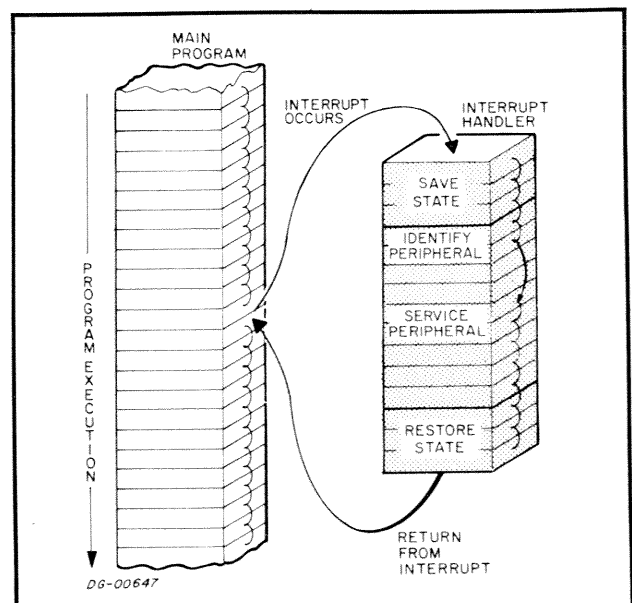 MAIN
PROGRAM
INTERRUPT
OCCURS
INTERRUPT
HANDLER
SAVE
STATE
IDENTIFY
PERIPHERAL
SERVICE
PERIPHERAL
RESTORE
STATE
PROGRAM EXECUTION
RETURN
FROM
INTERRUPT
DG-00647